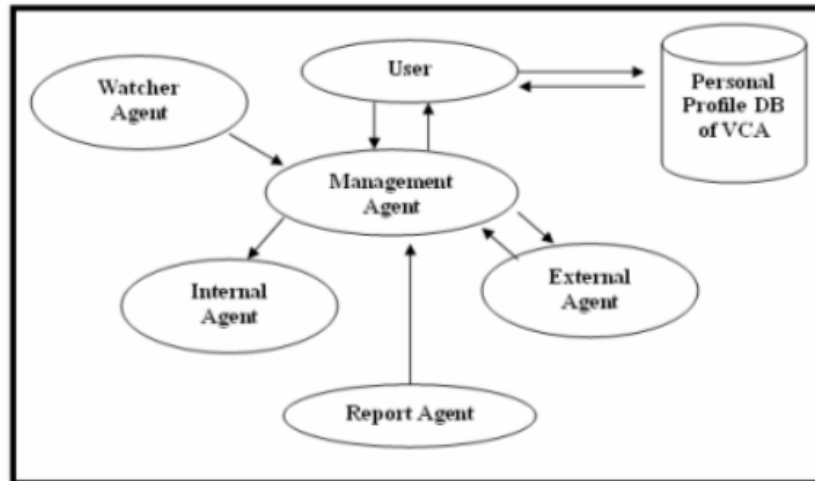 Watcher
Agent
User
Personal
Profile DB
of VCA
Management
Agent
Internal
Agent
External
Agent
Report Agent